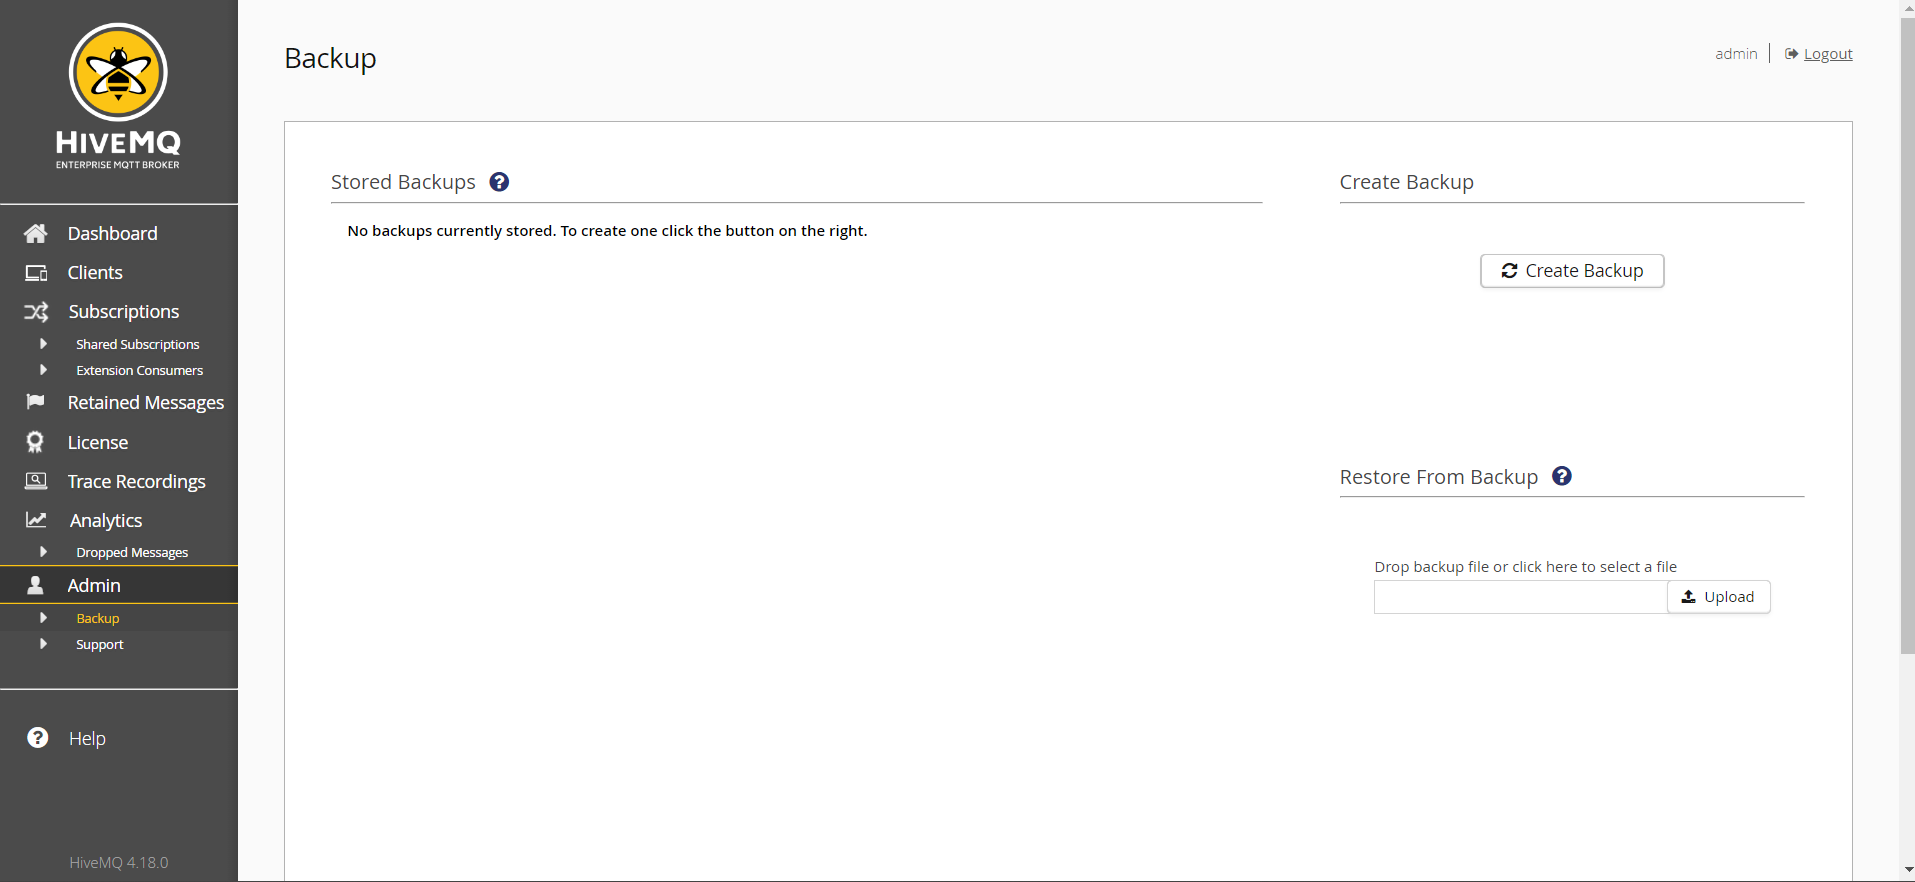 HIVEMQ
ENTERPRISE MQTT BROKER
Dashboard
Clients
Subscriptions
Shared Subscriptions
Extension Consumers
Retained Messages
License
Trace Recordings
Analytics
Dropped Messages
Admin
Backup
Support
Help
HiveMQ 4.18.0
Backup
admin
Logout
Stored Backups
No backups currently stored. To create one click the button on the right.
Create Backup
Create Backup
Restore From Backup
Drop backup file or click here to select a file
Upload